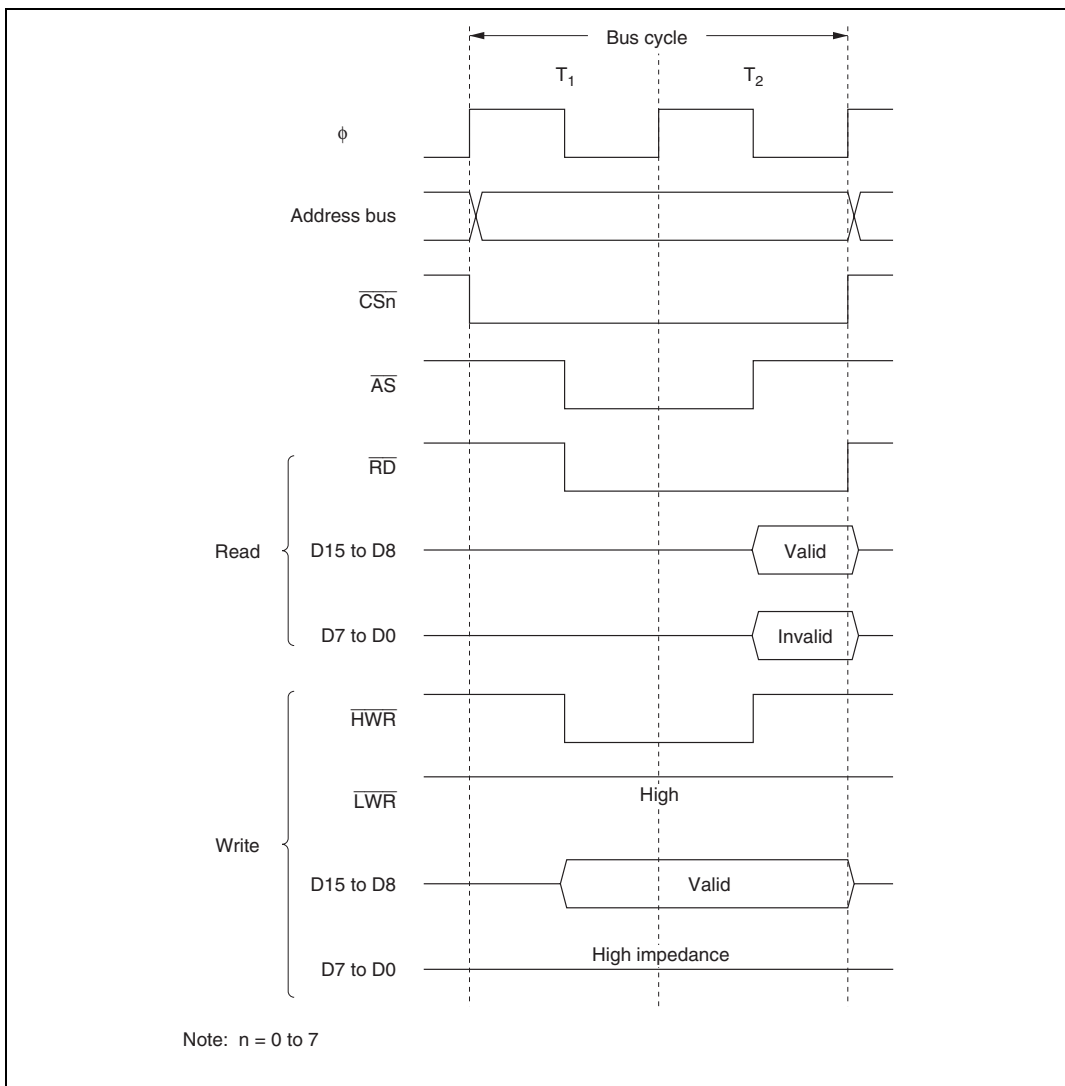 Bus cycle
T1 T2
ϕ
Address bus
CSn
AS
RD
Read
D15 to D8 Valid
D7 to D0 Invalid
HWR
LWR High
Write
D15 to D8 Valid
D7 to D0 High impedance
Note: n = 0 to 7